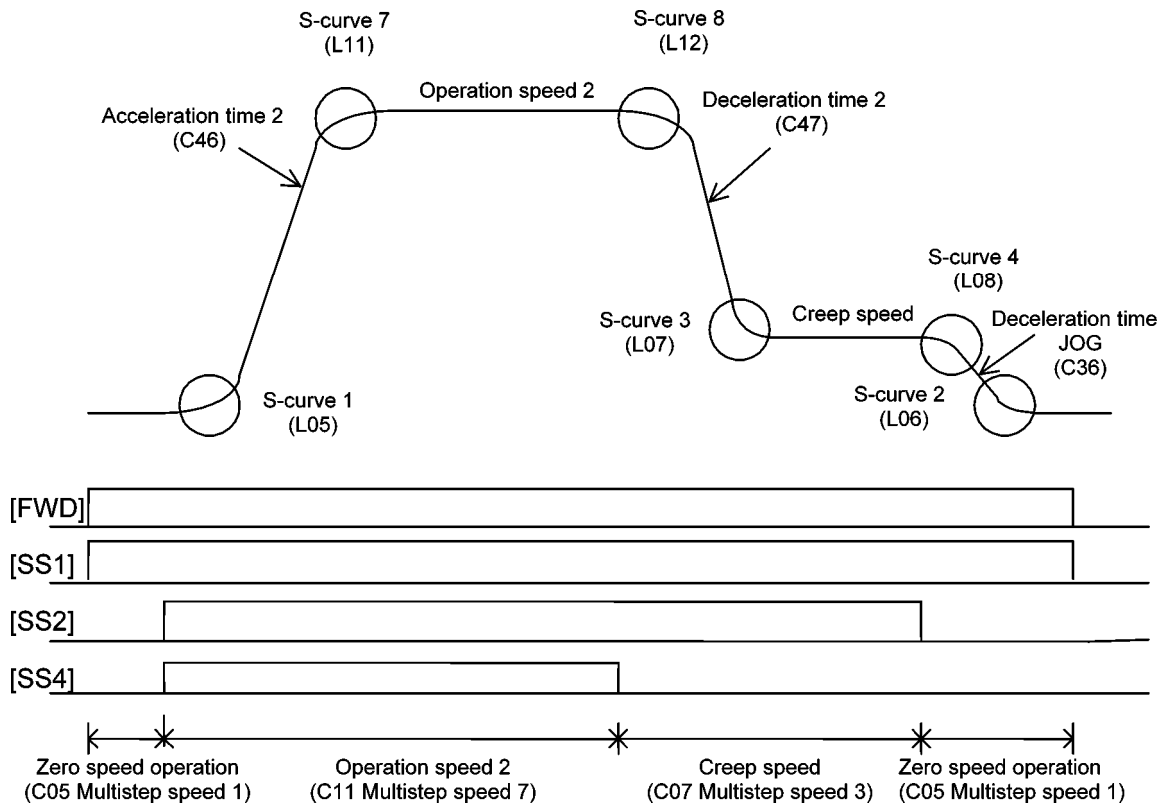 S-curve 7
(L11)
S-curve 8
(L12)
Acceleration time 2
(C46)
Operation speed 2
Deceleration time 2
(C47)
S-curve 4
(L08)
S-curve 3
(L07)
Creep speed
Deceleration time
JOG
(C36)
S-curve 1
(L05)
S-curve 2
(L06)
[FWD]
[SS1]
[SS2]
[SS4]
Zero speed operation
(C05 Multistep speed 1)
Operation speed 2
(C11 Multistep speed 7)
Creep speed
(C07 Multistep speed 3)
Zero speed operation
(C05 Multistep speed 1)